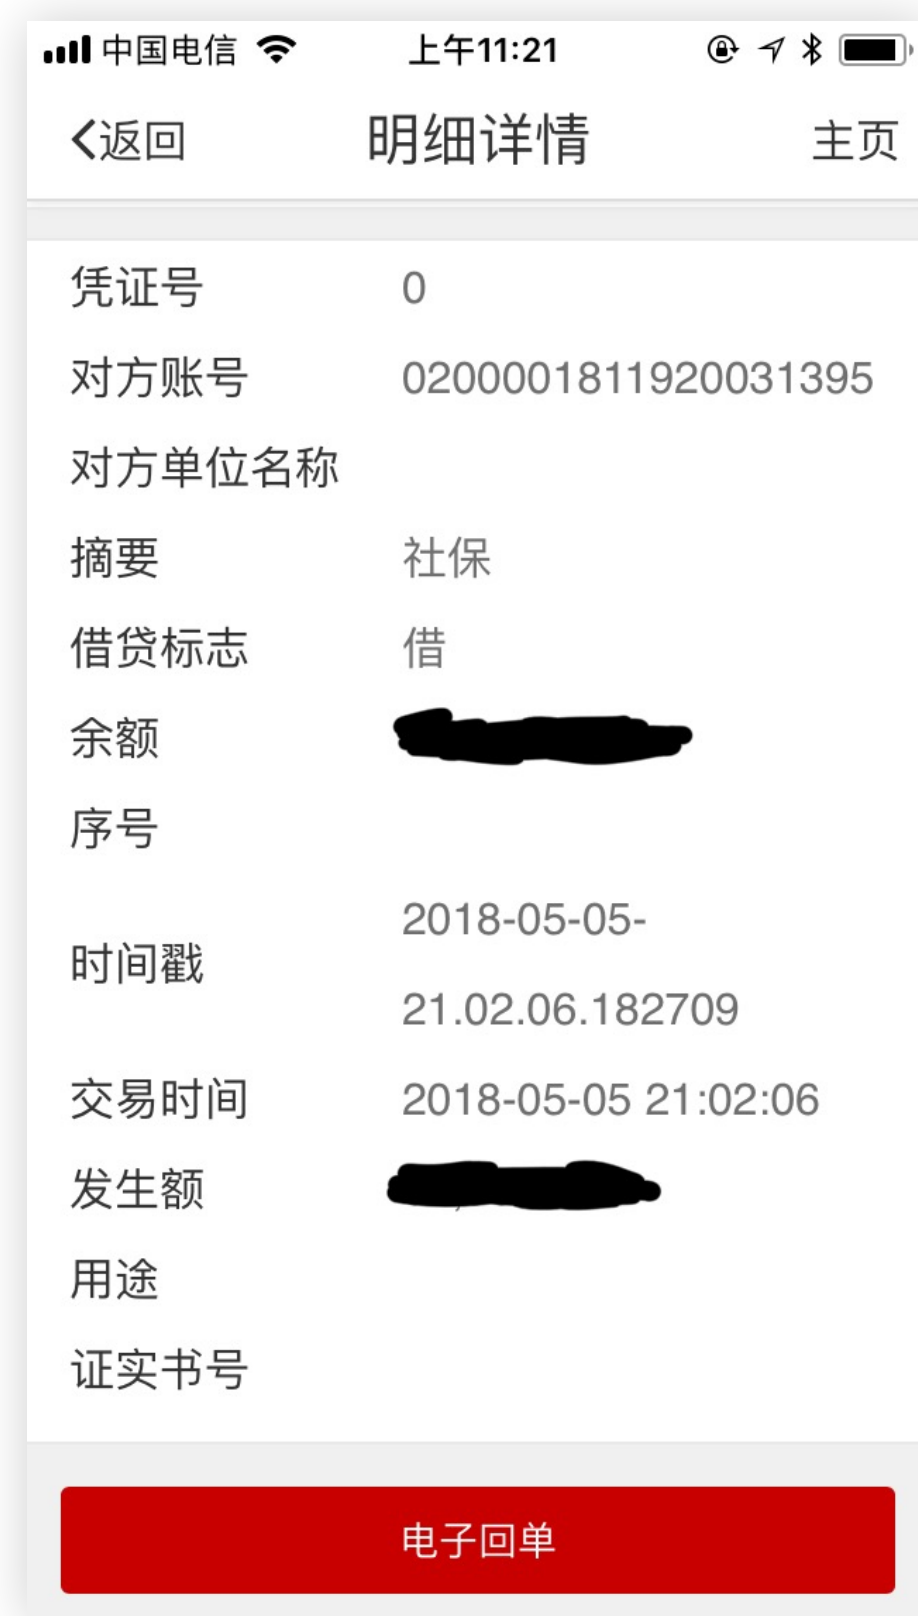 中国电信 上午11:21
返回 明细详情 主页
凭证号 0
对方账号 0200001811920031395
对方单位名称
摘要 社保
借贷标志 借
余额
序号
时间戳 2018-05-05-
21.02.06.182709
交易时间 2018-05-05 21:02:06
发生额
用途
证实书号
电子回单